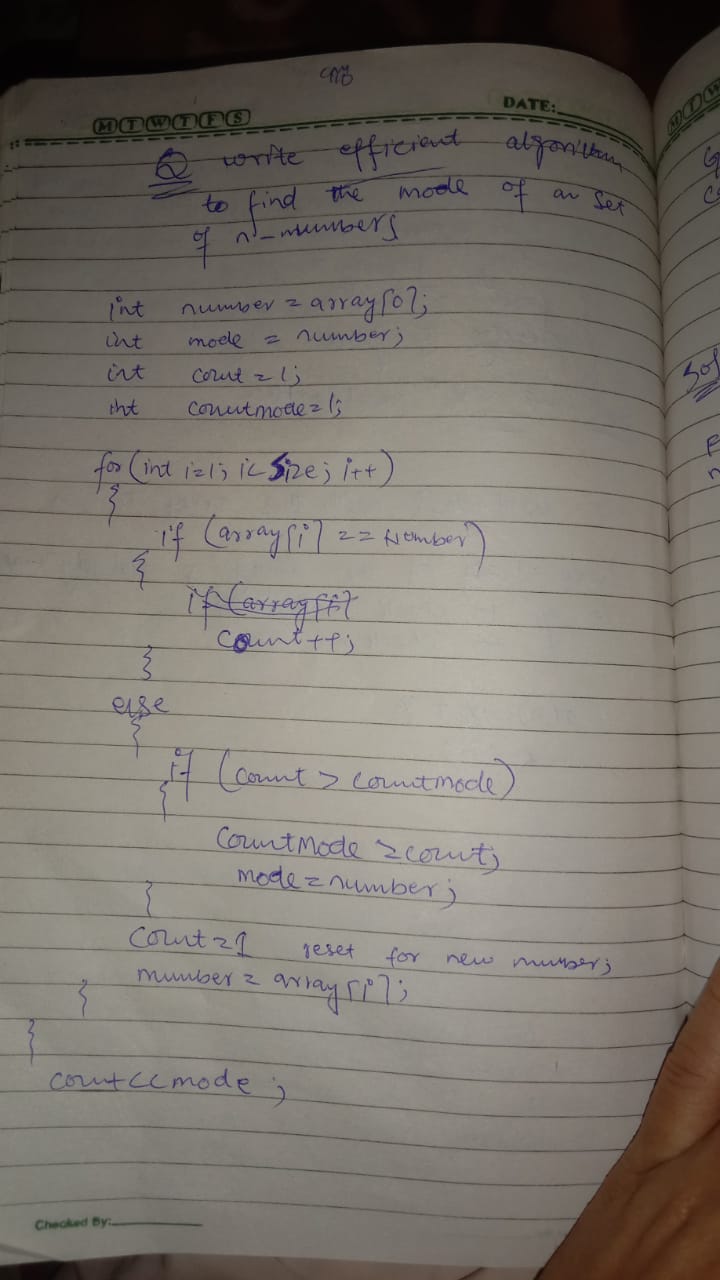 M T W T F S
DATE:
Q write efficient algorithm
to find the mode of an set
of n-numbers
int number = array[0];
int mode = number;
int count = 1;
int countmode = 1;
for (int i=1; i< Size; i++)
{
if (array[i] == Number)
{
if (array[i]
count++;
}
else
{
if (count > countmode)
{
CountMode = count;
mode = number;
}
Count = 1 reset for new number;
number = array[i];
}
}
cout << mode ;
Checked By: